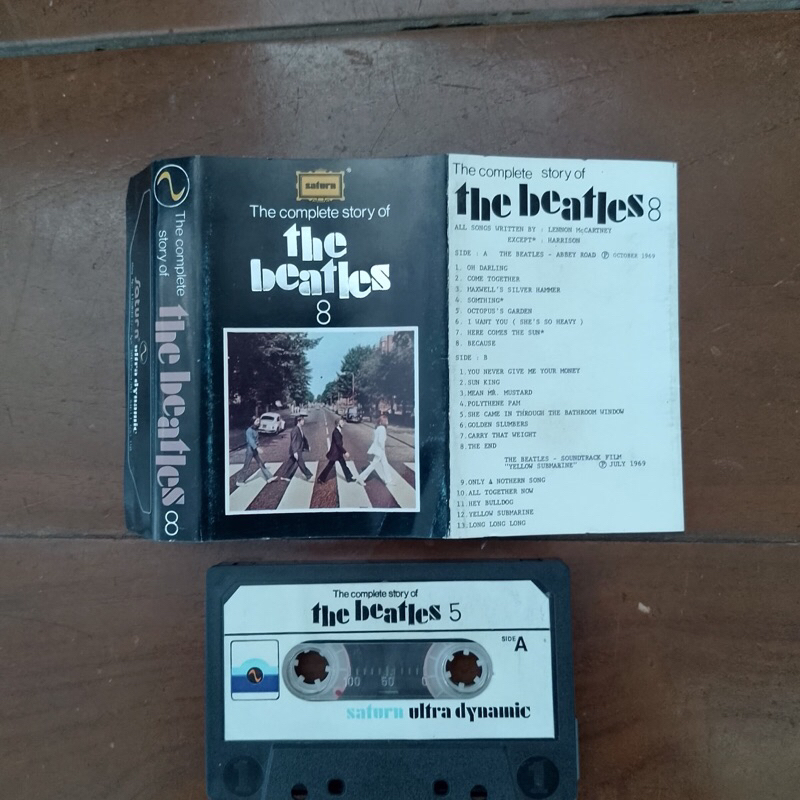 saturn
The complete story of
the
beatles
8
The complete
story of
the beatles 8
saturn
ultra dynamic
The complete story of
the beatles 8
ALL SONGS WRITTEN BY : LENNON McCARTNEY
EXCEPT* : HARRISON
SIDE : A THE BEATLES - ABBEY ROAD Ⓟ OCTOBER 1969
1. OH DARLING
2. COME TOGETHER
3. MAXWELL'S SILVER HAMMER
4. SOMTHING*
5. OCTOPUS'S GARDEN
6. I WANT YOU ( SHE'S SO HEAVY )
7. HERE COMES THE SUN*
8. BECAUSE
SIDE : B
1.YOU NEVER GIVE ME YOUR MONEY
2.SUN KING
3.MEAN MR. MUSTARD
4.POLYTHENE PAM
5.SHE CAME IN THROUGH THE BATHROOM WINDOW
6.GOLDEN SLUMBERS
7.CARRY THAT WEIGHT
8.THE END
THE BEATLES - SOUNDTRACK FILM
"YELLOW SUBMARINE" Ⓟ JULY 1969
9.ONLY A NOTHERN SONG
10.ALL TOGETHER NOW
11.HEY BULLDOG
12.YELLOW SUBMARINE
13.LONG LONG LONG
The complete story of
the beatles 5
SIDE A
100 50 0
saturn ultra dynamic
1 1